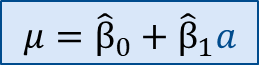 μ = β̂₀ + β̂₁a